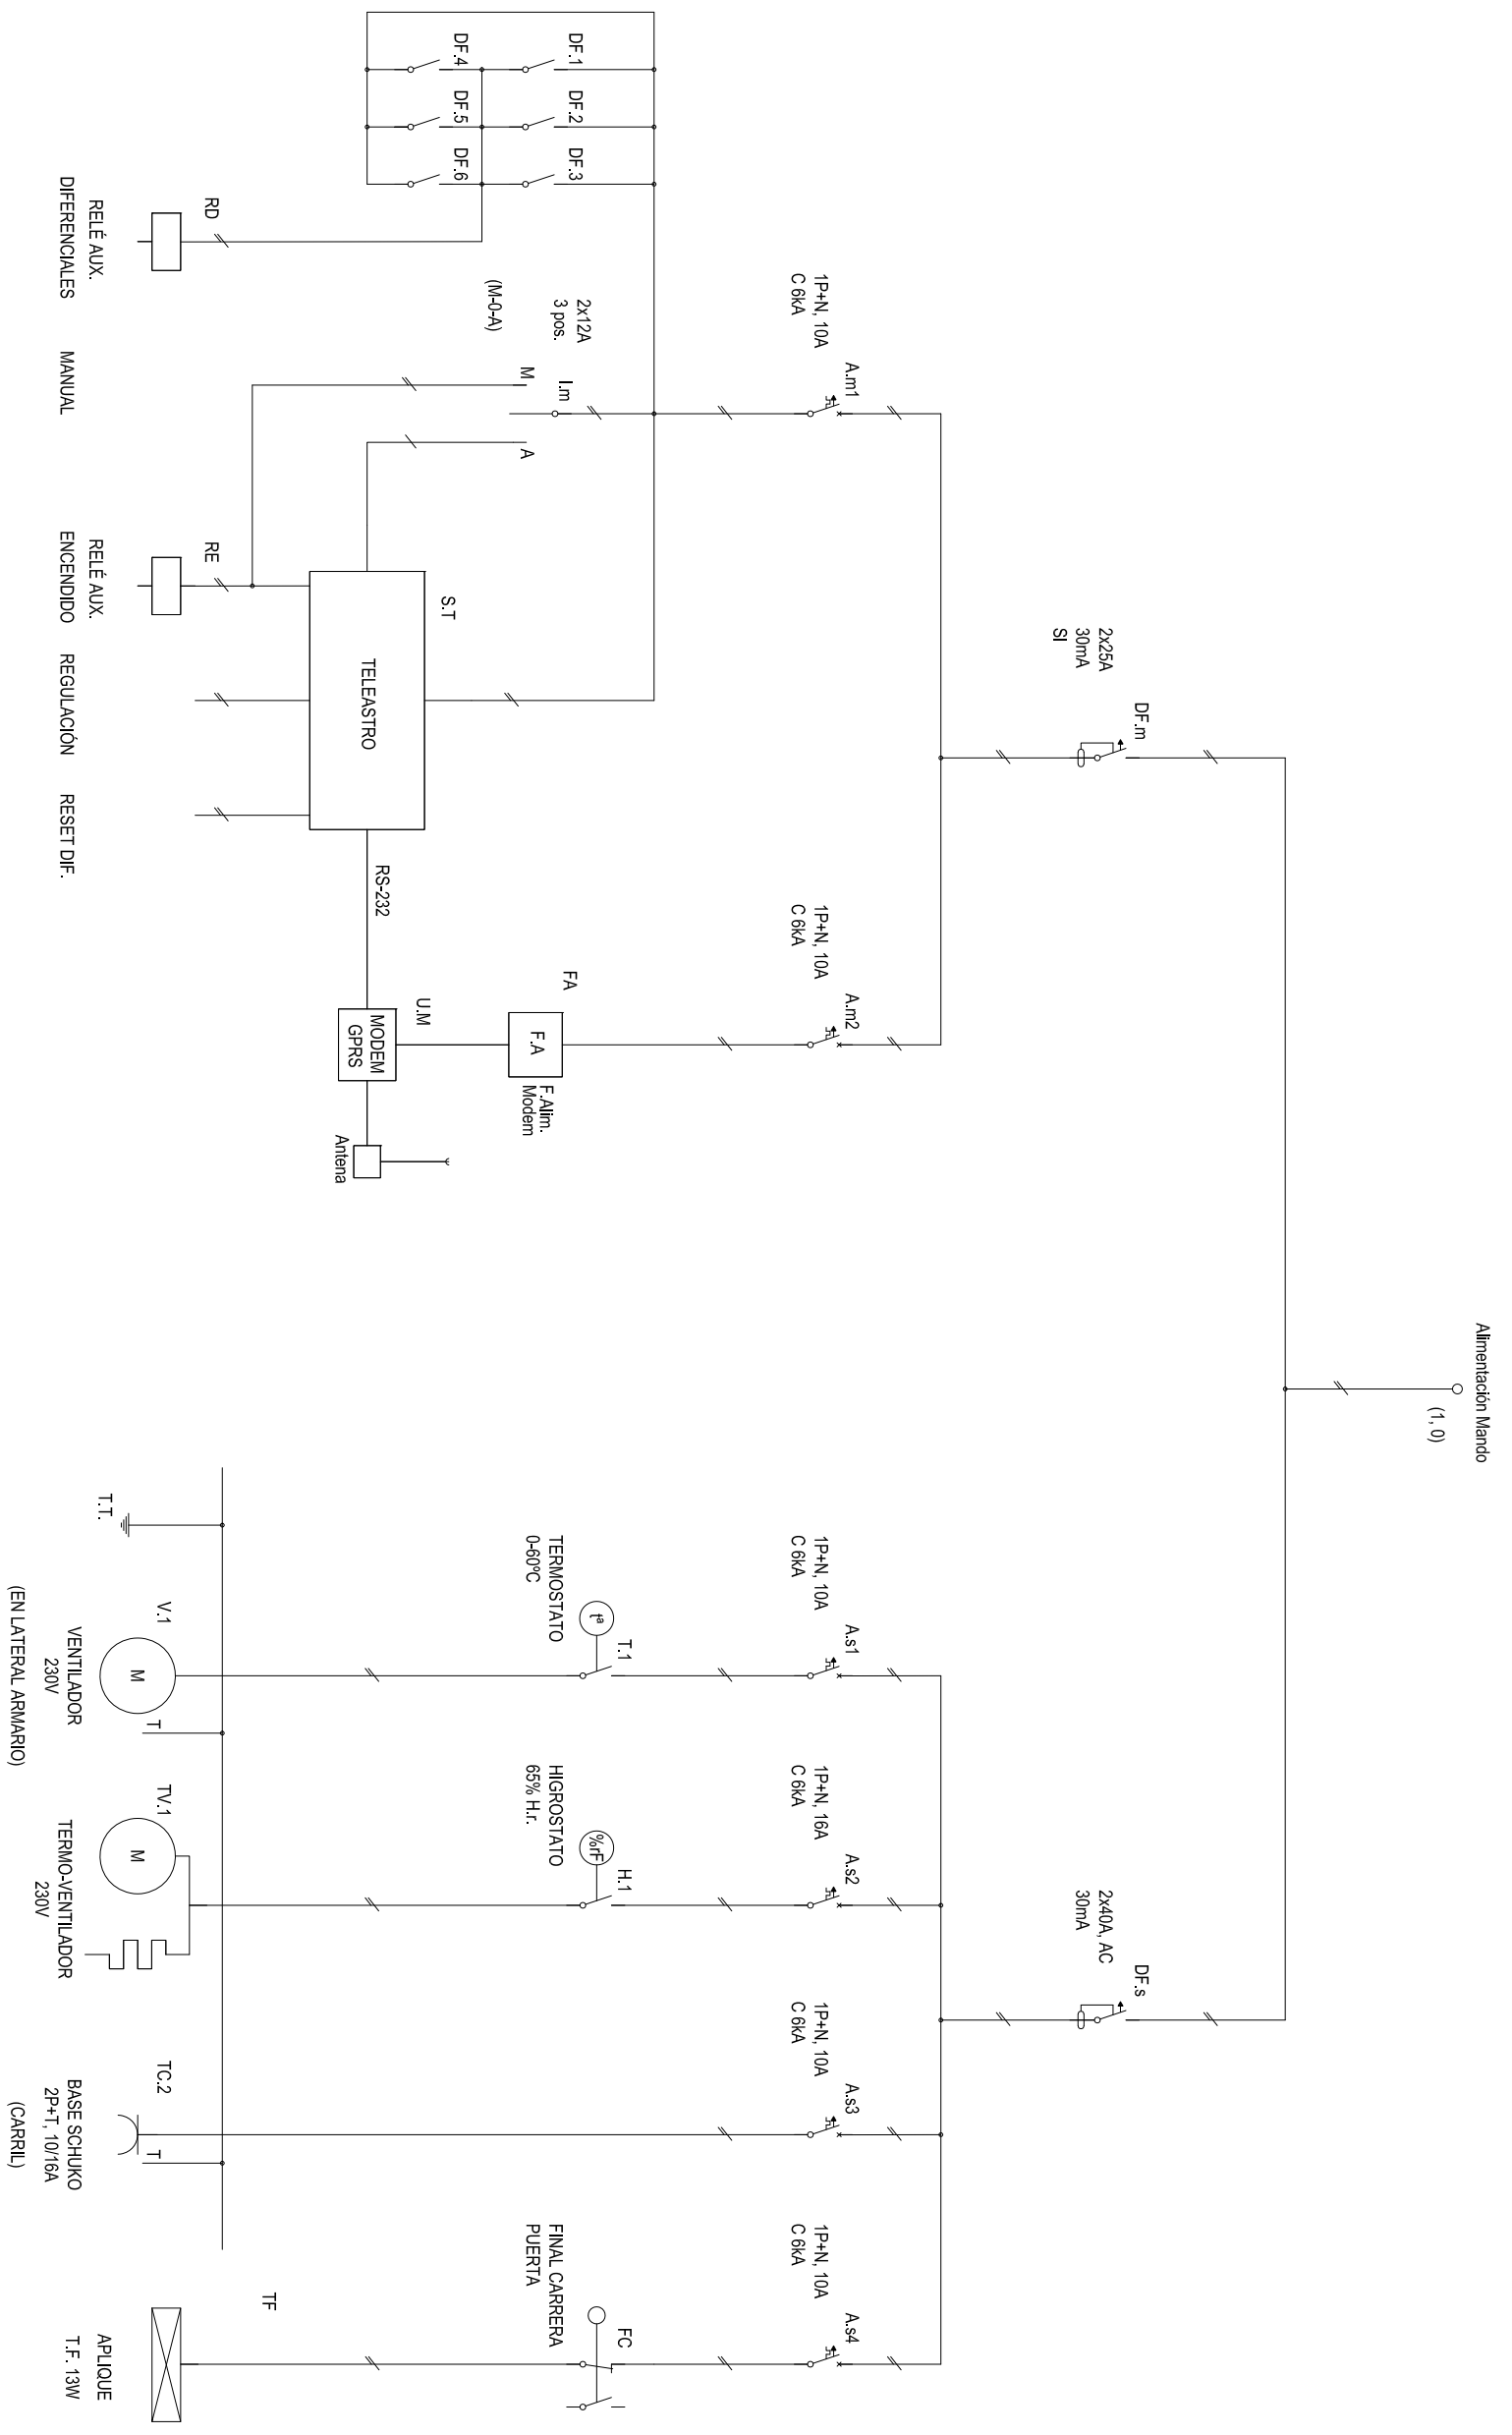 Alimentación Mando
(1, 0)
2x25A
30mA
SI
DF.m
2x40A, AC
30mA
DF.s
1P+N, 10A
C 6kA
A.m1
1P+N, 10A
C 6kA
A.m2
1P+N, 10A
C 6kA
A.s1
1P+N, 16A
C 6kA
A.s2
1P+N, 10A
C 6kA
A.s3
1P+N, 10A
C 6kA
A.s4
DF.1
DF.2
DF.3
DF.4
DF.5
DF.6
2x12A
3 pos.
(M-0-A)
I.m
M
A
FA
F.A
F.Alim.
Modem
TERMOSTATO
0-60ºC
tª
T.1
HIGROSTATO
65% H.r.
%rF
H.1
FINAL CARRERA
PUERTA
FC
S.T
TELEASTRO
RS-232
U.M
MODEM
GPRS
Antena
RD
RELÉ AUX.
DIFERENCIALES
MANUAL
RE
RELÉ AUX.
ENCENDIDO
REGULACIÓN
RESET DIF.
T.T.
V.1
M
T
VENTILADOR
230V
(EN LATERAL ARMARIO)
TV.1
M
TERMO-VENTILADOR
230V
TC.2
T
BASE SCHUKO
2P+T, 10/16A
(CARRIL)
TF
APLIQUE
T.F. 13W